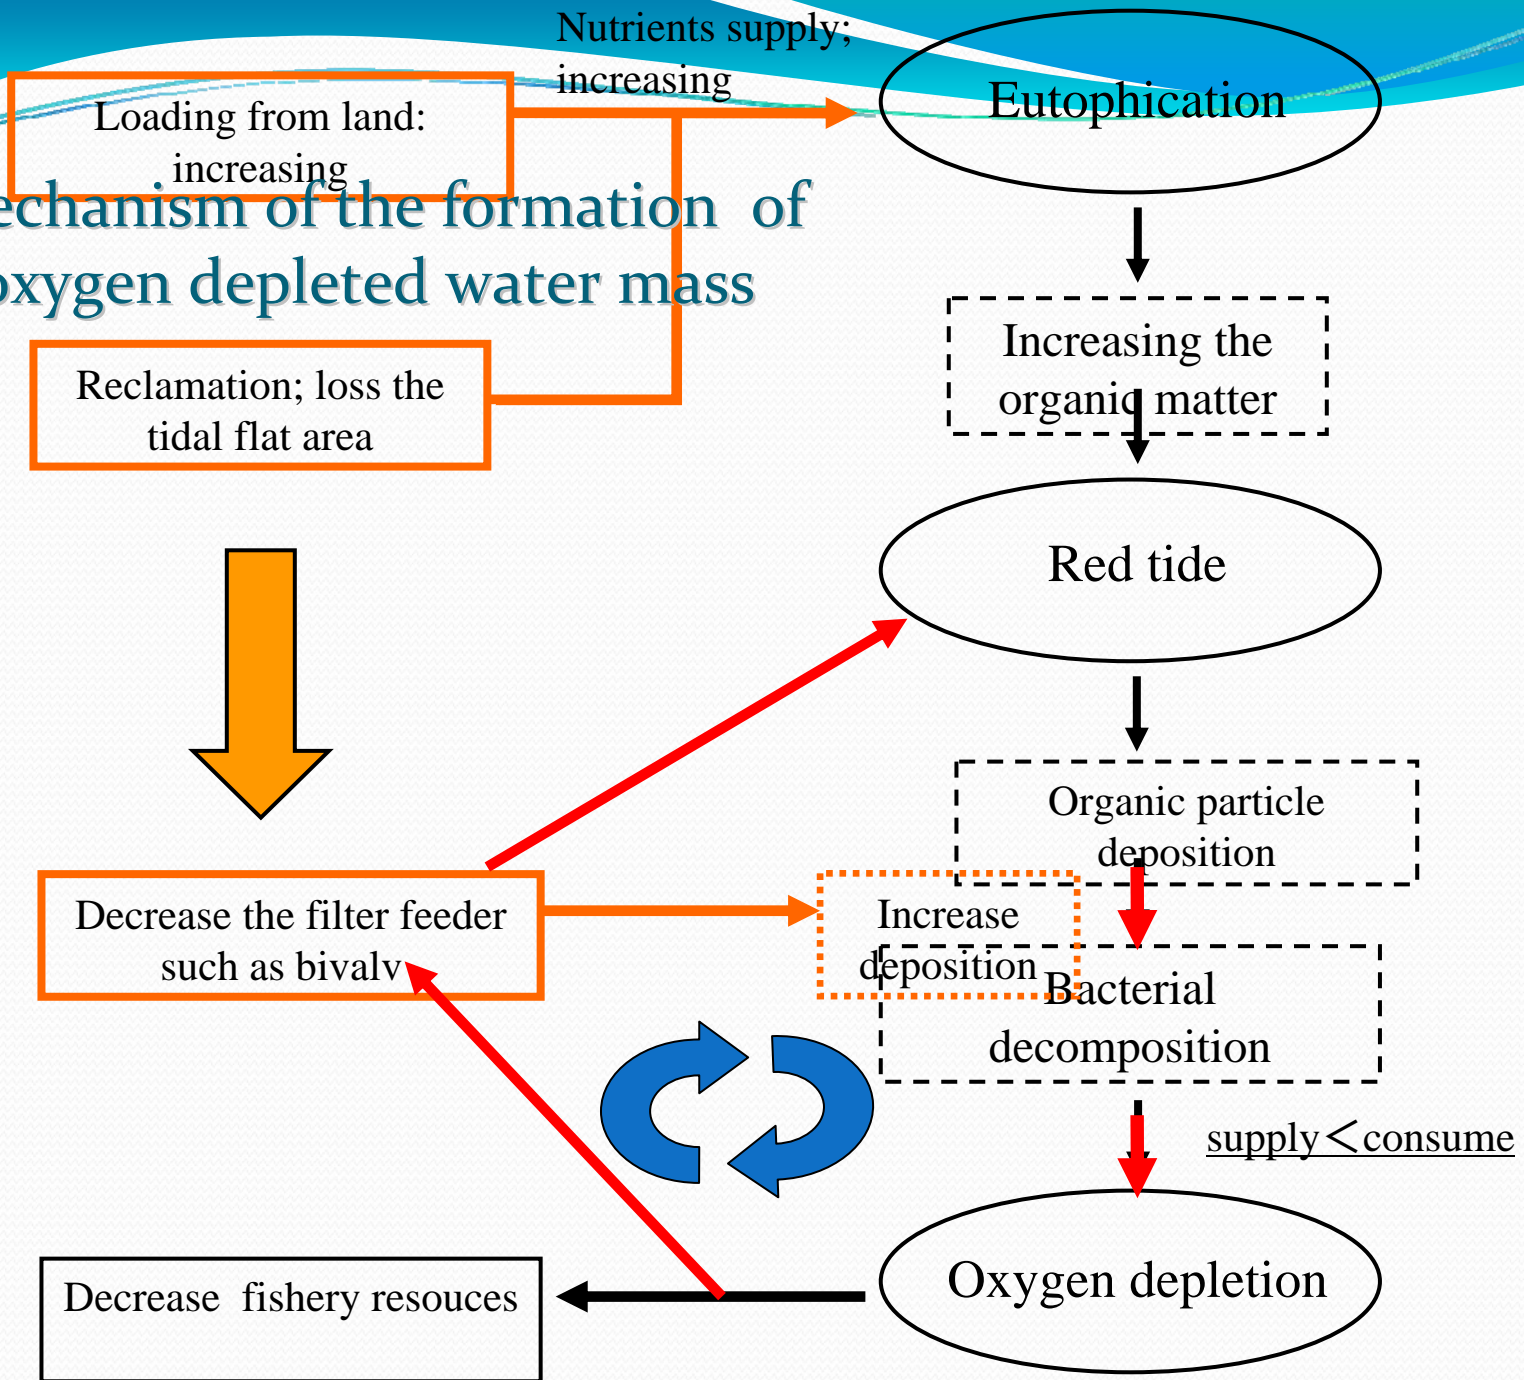 Nutrients supply;
increasing
Eutophication
Loading from land:
increasing
echanism of the formation of
oxygen depleted water mass
Increasing the
organic matter
Reclamation; loss the
tidal flat area
Red tide
Organic particle
deposition
Decrease the filter feeder
such as bivalv
Increase
deposition
Bacterial
decomposition
supply＜consume
Oxygen depletion
Decrease fishery resouces